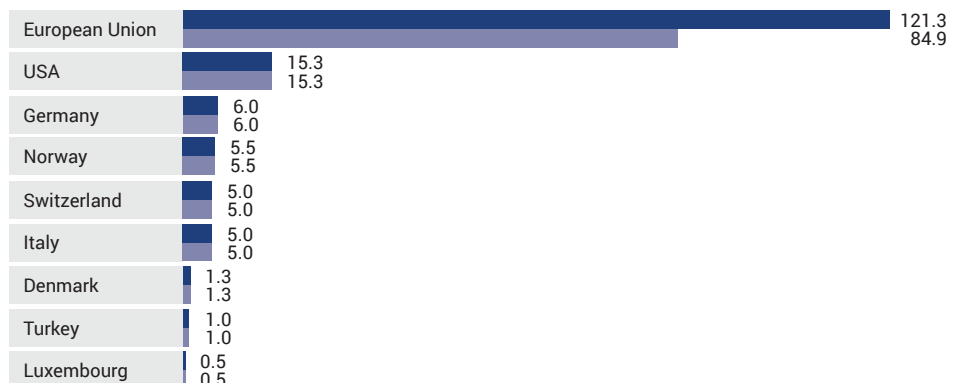 European Union
121.3
84.9
USA
15.3
15.3
Germany
6.0
6.0
Norway
5.5
5.5
Switzerland
5.0
5.0
Italy
5.0
5.0
Denmark
1.3
1.3
Turkey
1.0
1.0
Luxembourg
0.5
0.5